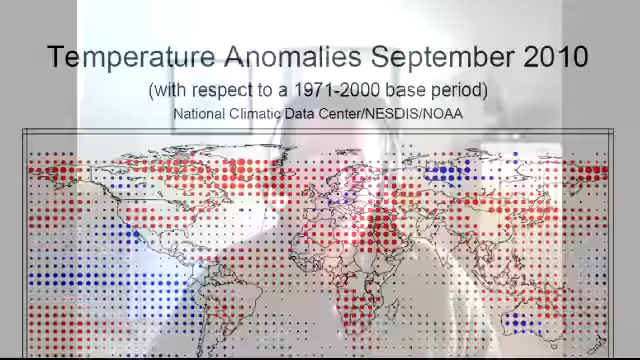 Temperature Anomalies September 2010
(with respect to a 1971-2000 base period)
National Climatic Data Center/NESDIS/NOAA